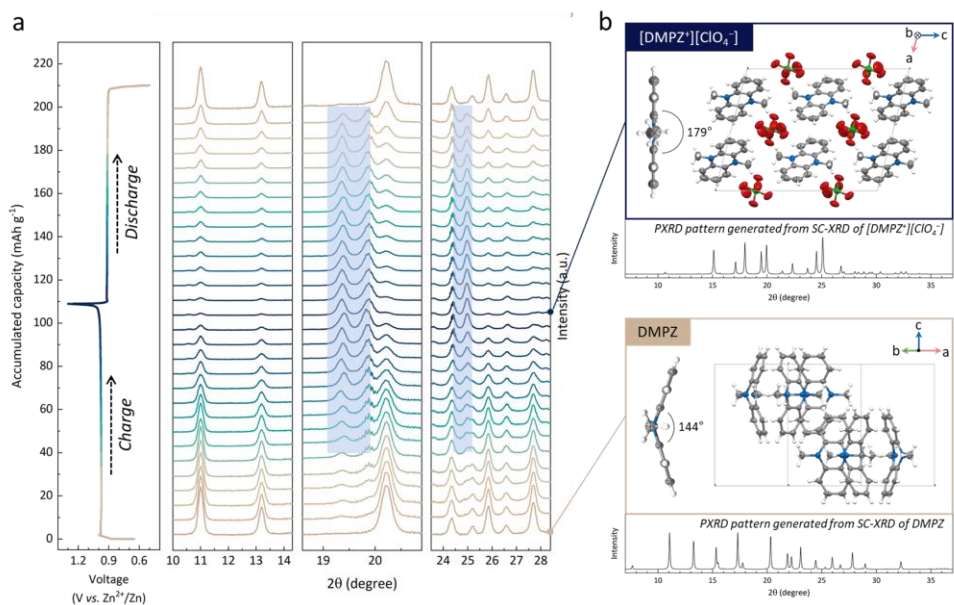 a
b
Accumulated capacity (mAh g⁻¹)
220
200
180
160
140
120
100
80
60
40
20
0
Discharge
Charge
1.2 0.9 0.6
Voltage
(V vs. Zn²⁺/Zn)
10 11 12 13 14
19 20
24 25 26 27 28
2θ (degree)
Intensity (a.u.)
[DMPZ⁺][ClO₄⁻]
b c
a
179°
PXRD pattern generated from SC-XRD of [DMPZ⁺][ClO₄⁻]
Intensity
10 15 20 25 30 35
2θ (degree)
DMPZ
c
b a
144°
PXRD pattern generated from SC-XRD of DMPZ
Intensity
10 15 20 25 30 35
2θ (degree)